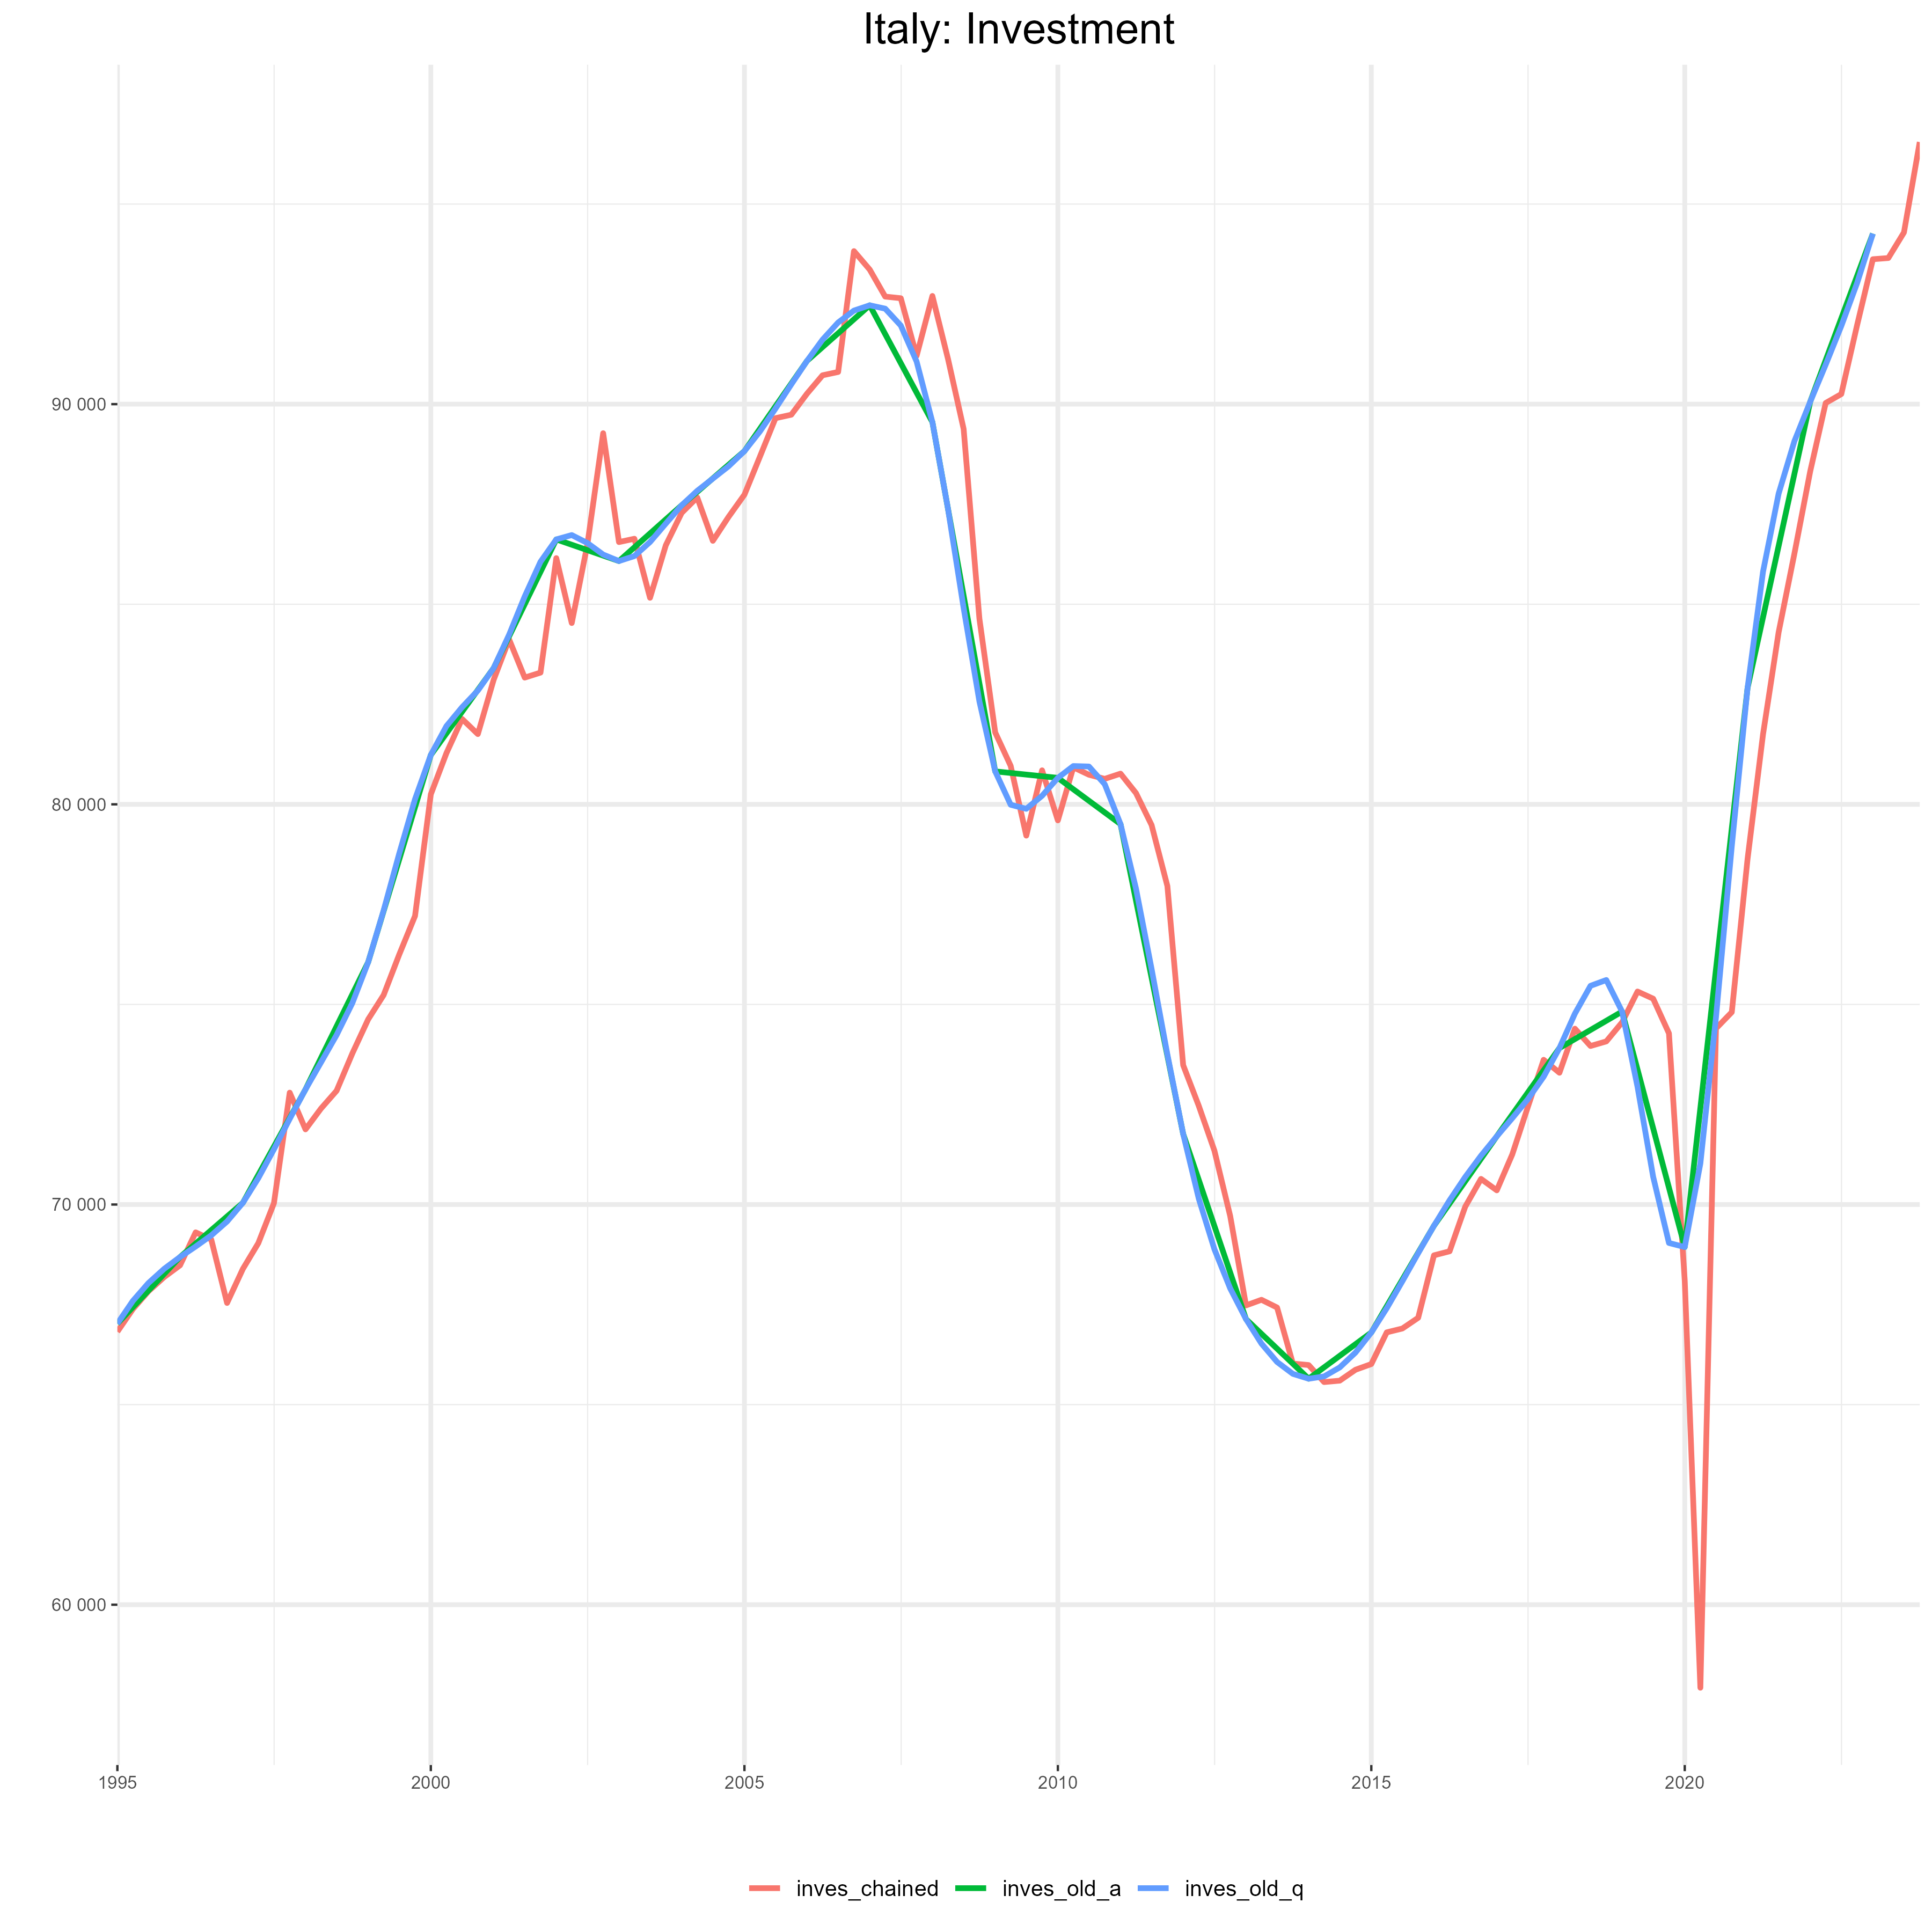 Italy: Investment
90 000
80 000
70 000
60 000
1995 2000 2005 2010 2015 2020
inves_chained inves_old_a inves_old_q